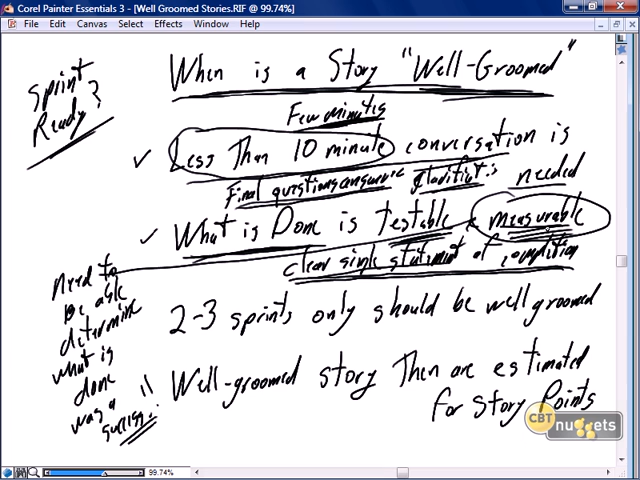 Corel Painter Essentials 3 - [Well Groomed Stories.RIF @ 99.74%]
File Edit Canvas Select Effects Movie Window Help
Sprint
Ready?
When is a Story "Well-Groomed"
Few minutes
✓ Less Than 10 minute conversation is
Final questions needed
✓ What is Done is testable & measurable
clear single statement of completion
Need to
be able
determine
what is
done
was a
success.
2-3 sprints only should be well groomed
Well-groomed story Then are estimated
for Story Points
CBT
nuggets
99.74%